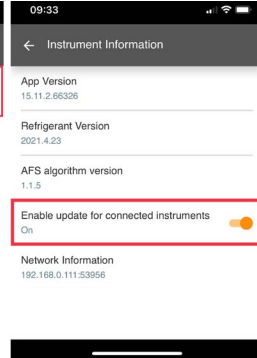 09:33
Instrument Information
App Version
15.11.2.66326
Refrigerant Version
2021.4.23
AFS algorithm version
1.1.5
Enable update for connected instruments
On
Network Information
192.168.0.111:53956